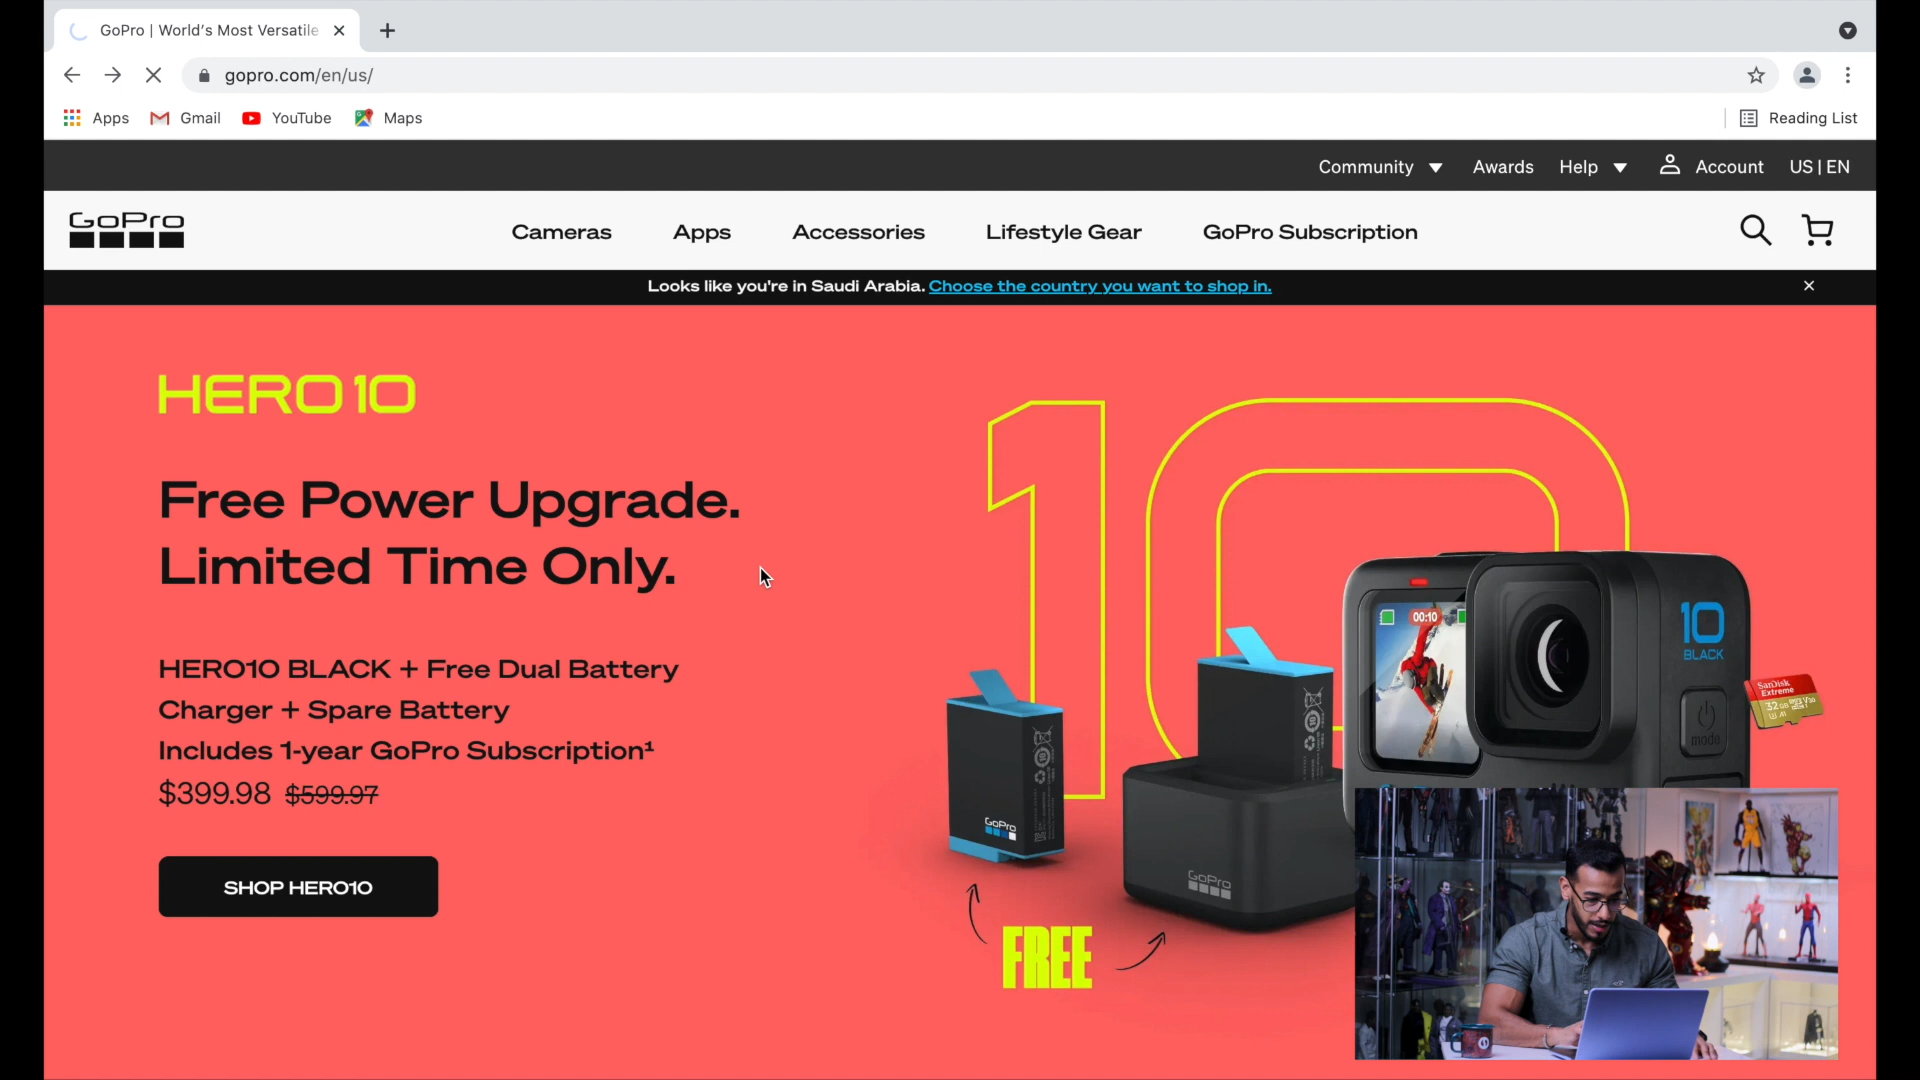 GoPro | World's Most Versatile
gopro.com/en/us/
Apps
Gmail
YouTube
Maps
Reading List
Community
Awards
Help
Account
US | EN
GoPro
Cameras
Apps
Accessories
Lifestyle Gear
GoPro Subscription
Looks like you're in Saudi Arabia. Choose the country you want to shop in.
HERO10
Free Power Upgrade.
Limited Time Only.
HERO10 BLACK + Free Dual Battery
Charger + Spare Battery
Includes 1-year GoPro Subscription¹
$399.98 $599.97
SHOP HERO10
10
00:10
10
BLACK
mode
SanDisk
Extreme
32 GB
GoPro
GoPro
FREE